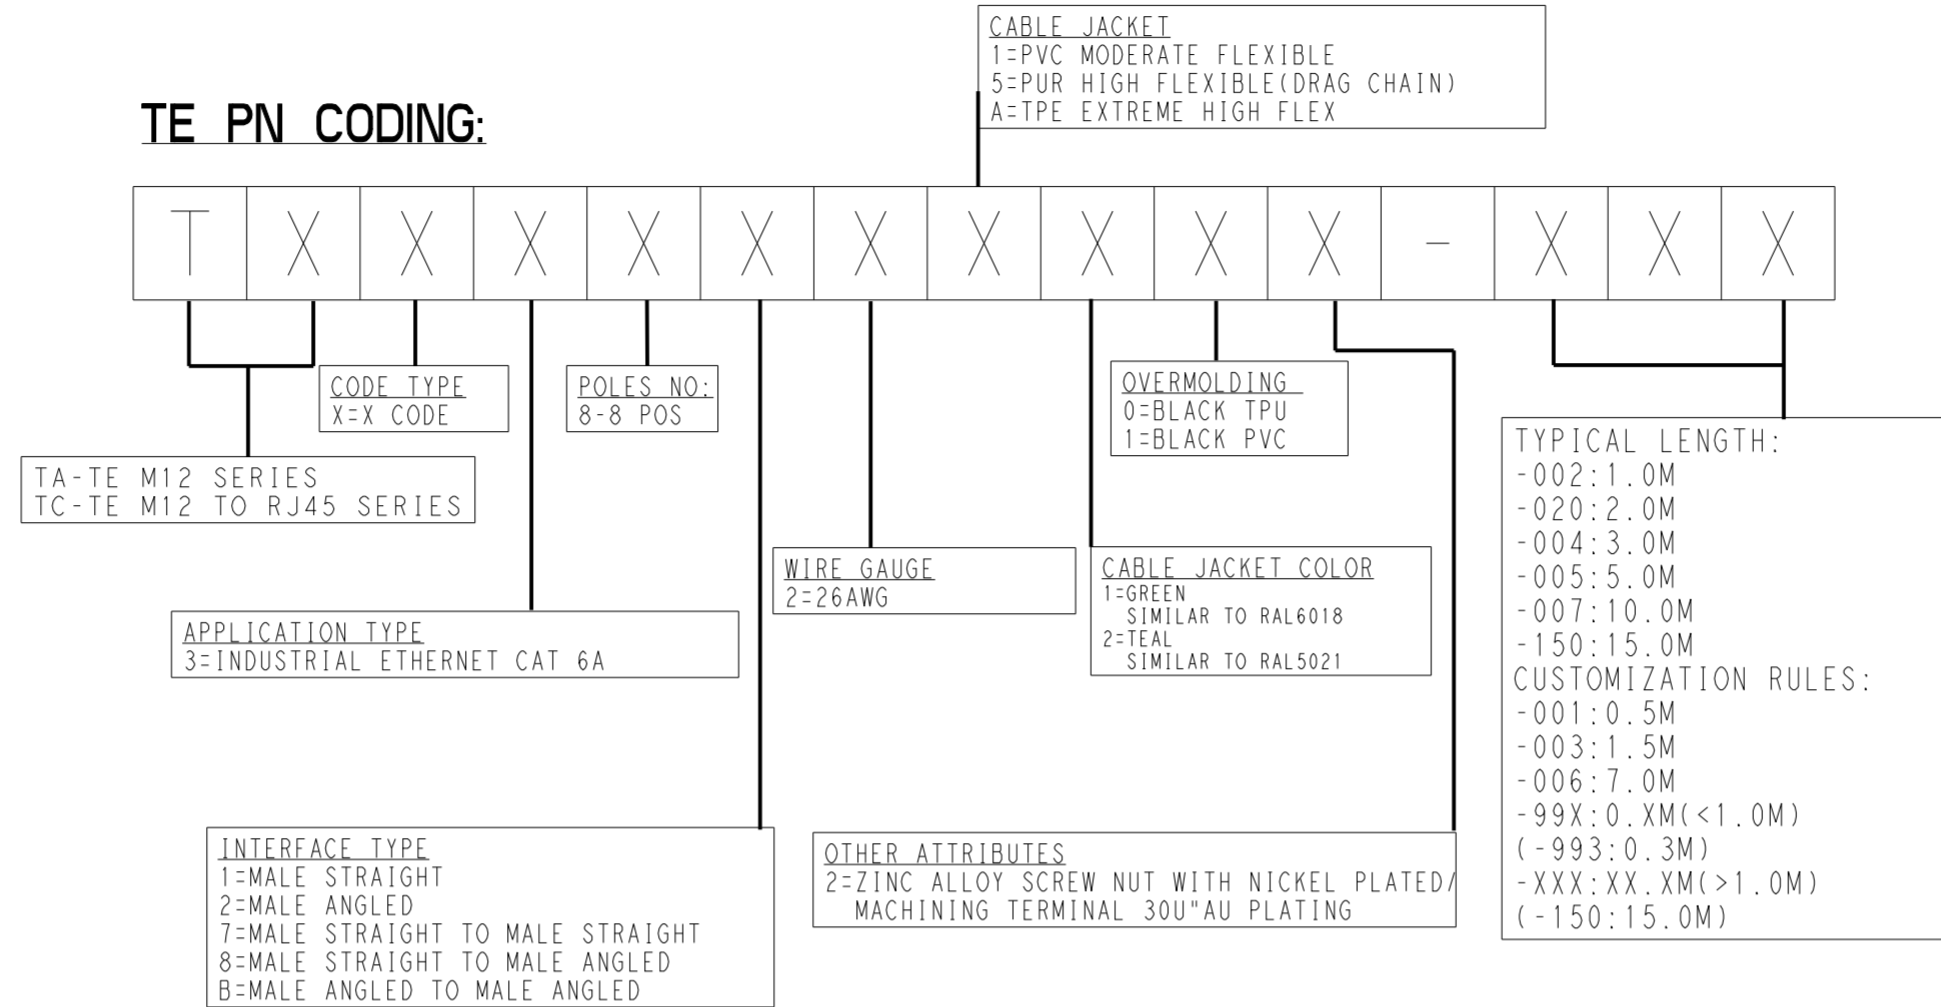 CABLE JACKET
1=PVC MODERATE FLEXIBLE
5=PUR HIGH FLEXIBLE(DRAG CHAIN)
A=TPE EXTREME HIGH FLEX
TE PN CODING:
T X X X X X X X X X X - X X X
CODE TYPE
X=X CODE
POLES NO:
8-8 POS
OVERMOLDING
0=BLACK TPU
1=BLACK PVC
TA-TE M12 SERIES
TC-TE M12 TO RJ45 SERIES
WIRE GAUGE
2=26AWG
CABLE JACKET COLOR
1=GREEN
SIMILAR TO RAL6018
2=TEAL
SIMILAR TO RAL5021
APPLICATION TYPE
3=INDUSTRIAL ETHERNET CAT 6A
TYPICAL LENGTH:
-002:1.0M
-020:2.0M
-004:3.0M
-005:5.0M
-007:10.0M
-150:15.0M
CUSTOMIZATION RULES:
-001:0.5M
-003:1.5M
-006:7.0M
-99X:0.XM(<1.0M)
(-993:0.3M)
-XXX:XX.XM(>1.0M)
(-150:15.0M)
INTERFACE TYPE
1=MALE STRAIGHT
2=MALE ANGLED
7=MALE STRAIGHT TO MALE STRAIGHT
8=MALE STRAIGHT TO MALE ANGLED
B=MALE ANGLED TO MALE ANGLED
OTHER ATTRIBUTES
2=ZINC ALLOY SCREW NUT WITH NICKEL PLATED/
MACHINING TERMINAL 30U"AU PLATING